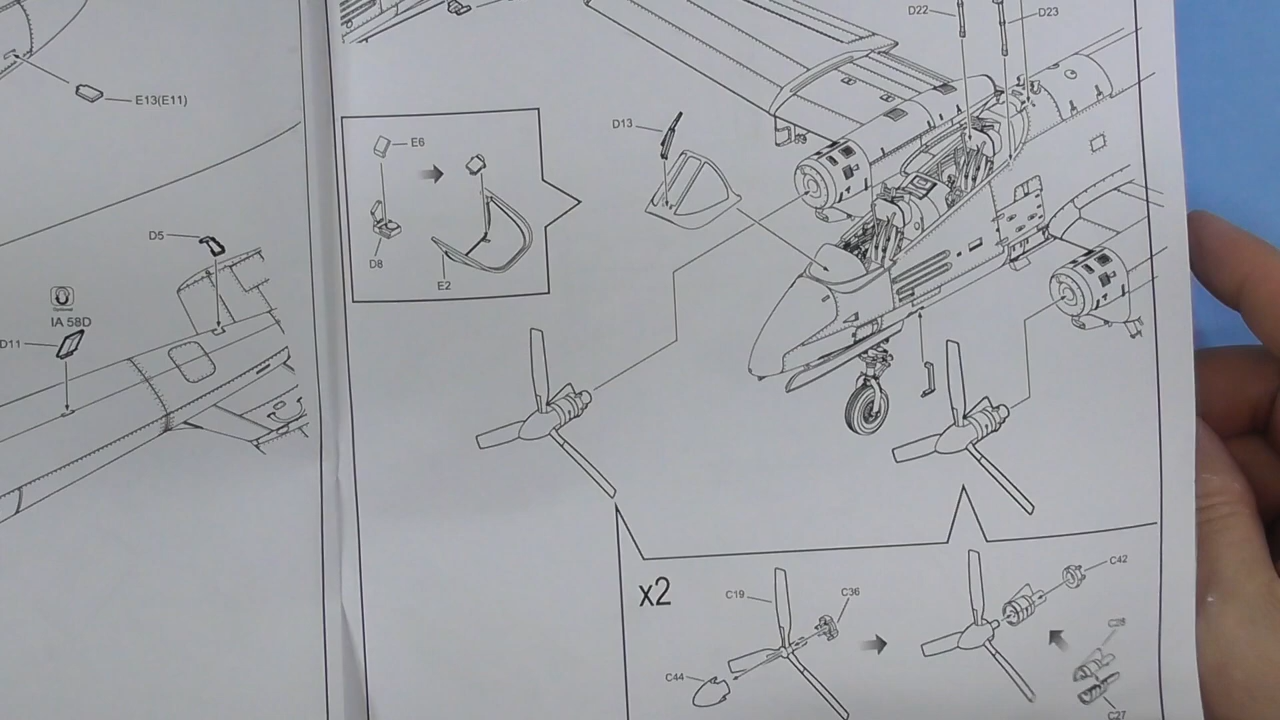 E13(E11)
D5
Optional
IA 58D
D11
D22
D23
D13
E6
D8
E2
x2
C19
C36
C44
C42
C28
C27